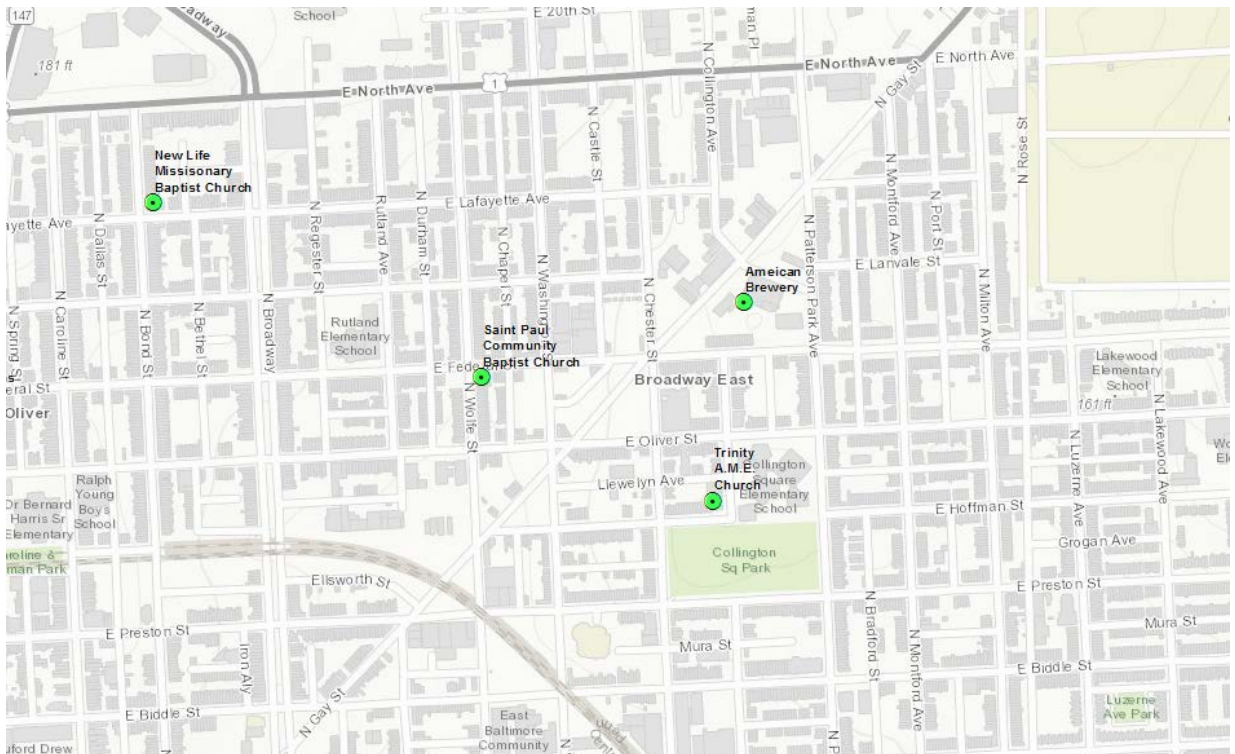 147
School
E 20th St
181 ft
E North Ave
1
E North Ave
E North Ave
N Gay St
N Collington Ave
N Castle St
N Rose St
New Life
Missisonary
Baptist Church
E Lafayette Ave
N Dallas St
N Regester St
Rutland Ave
N Durham St
N Chapel St
N Patterson Park Ave
N Montford Ave
N Port St
E Lanvale St
Ameican
Brewery
N Milton Ave
N Chester St
N Spring St
N Caroline St
N Bond St
N Bethel St
N Broadway
Rutland
Elementary
School
Saint Paul
Community
Baptist Church
N Wolfe St
Broadway East
Lakewood
Elementary
School
161 ft
Oliver
E Oliver St
Trinity
A.M.E.
Church
Llewelyn Ave
Square
Elementary
School
N Luzerne Ave
N Lakewood Ave
Ralph
Young
Boy's
School
Dr Bernard
Harris Sr
Elementary
E Hoffman St
Grogan Ave
Collington
Sq Park
Ellsworth St
E Preston St
E Preston St
N Bradford St
N Montford Ave
Mura St
Mura St
Iron Aly
E Biddle St
E Biddle St
N Gay St
East
Baltimore
Community
Luzerne
Ave Park